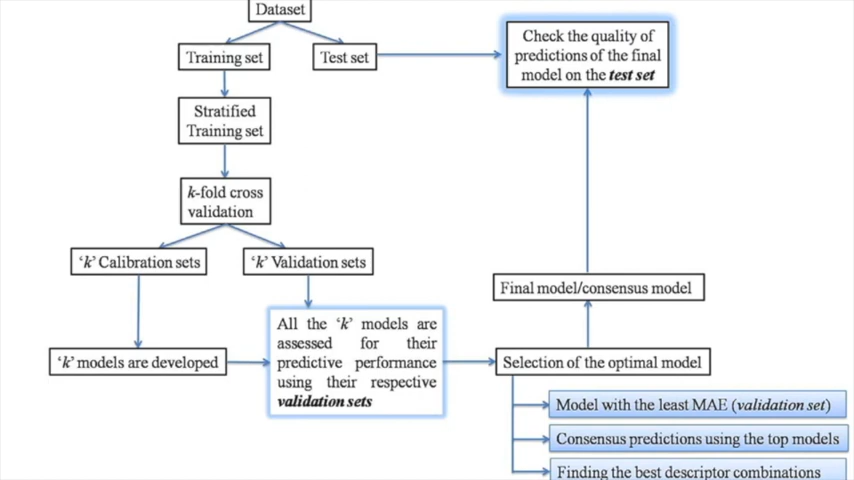 Dataset
Training set
Test set
Check the quality of
predictions of the final
model on the test set
Stratified
Training set
k-fold cross
validation
‘k’ Calibration sets
‘k’ Validation sets
Final model/consensus model
All the ‘k’ models are
assessed for their
predictive performance
using their respective
validation sets
‘k’ models are developed
Selection of the optimal model
Model with the least MAE (validation set)
Consensus predictions using the top models
Finding the best descriptor combinations